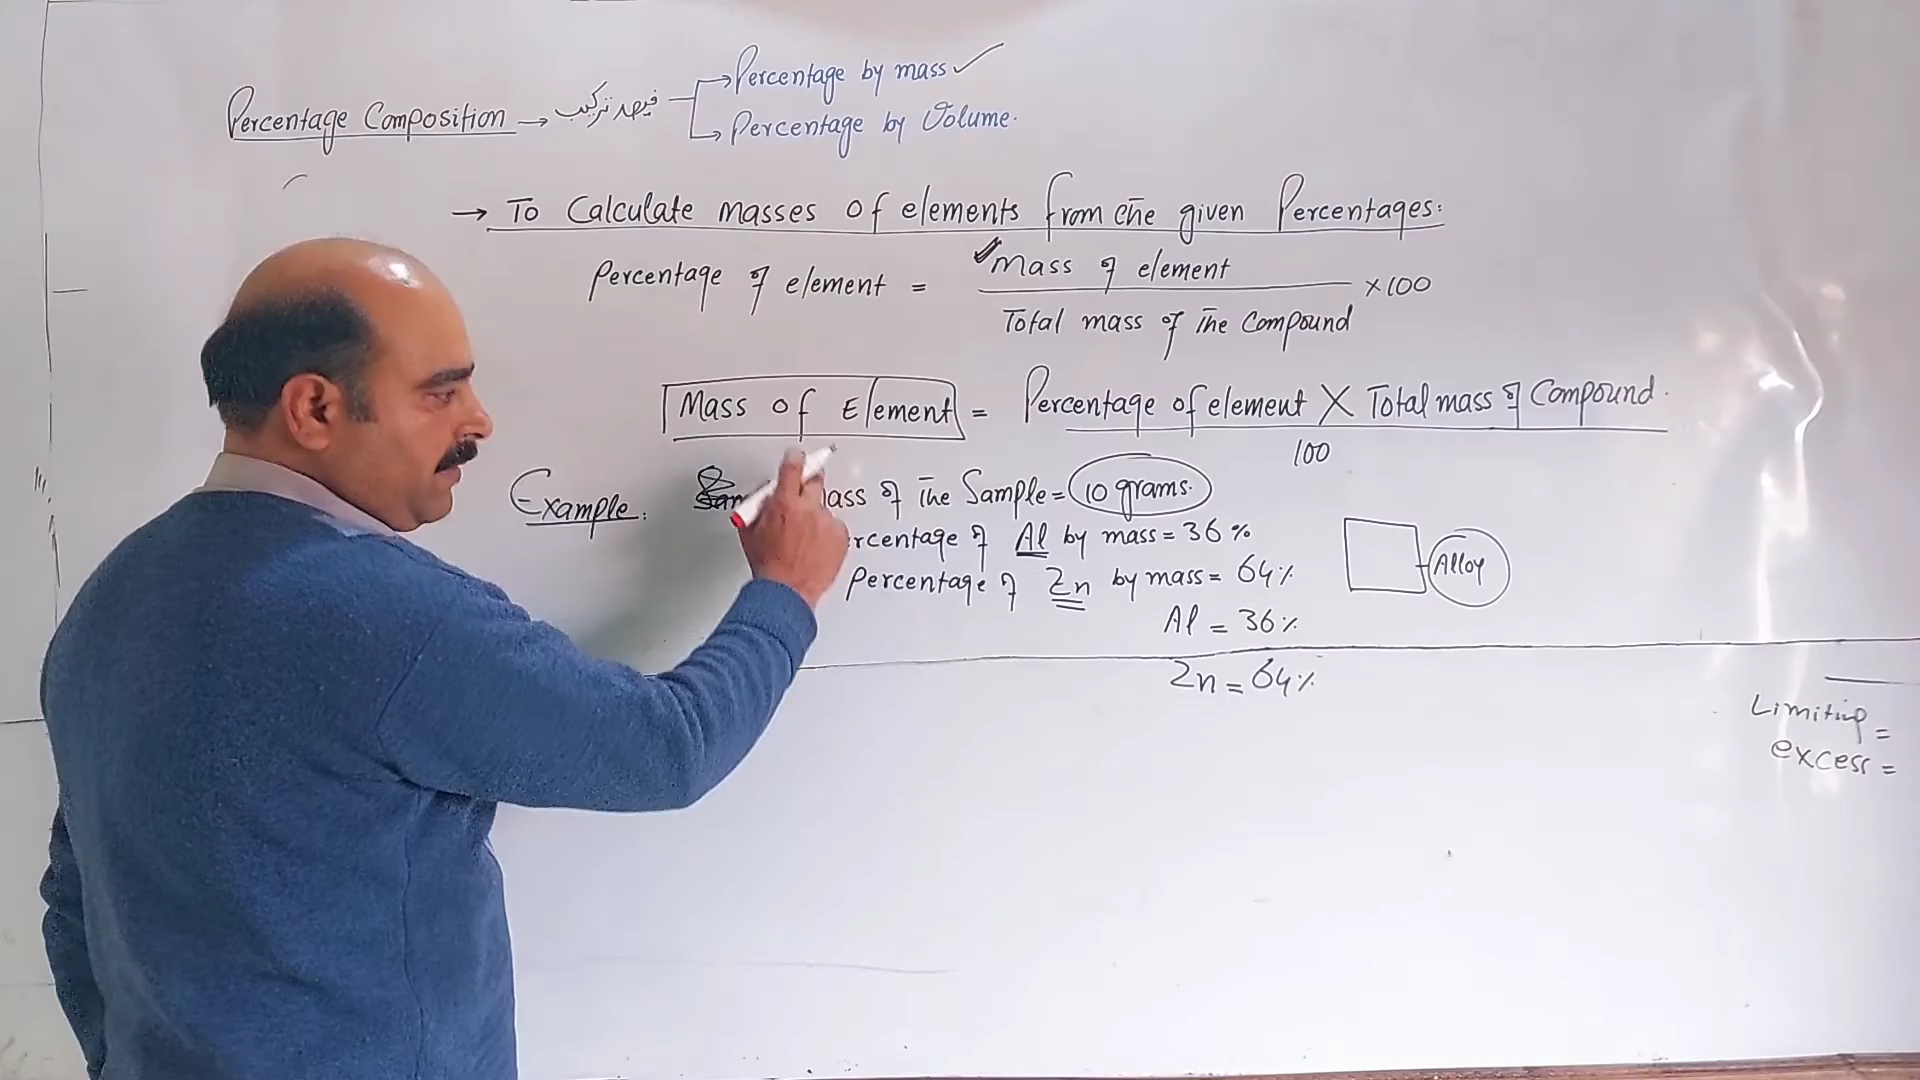 Percentage Composition → فیصد ترکیب
→ Percentage by mass ✓
→ Percentage by Volume.
→ To Calculate masses of elements from the given Percentages:
Percentage of element = Mass of element / Total mass of the Compound ×100
Mass of Element = Percentage of element X Total mass of Compound. / 100
Example: Mass of the Sample = 10 grams.
rcentage of Al by mass = 36 %
Percentage of Zn by mass = 64%
Alloy
Al = 36%
Zn = 64%
Limiting =
excess =